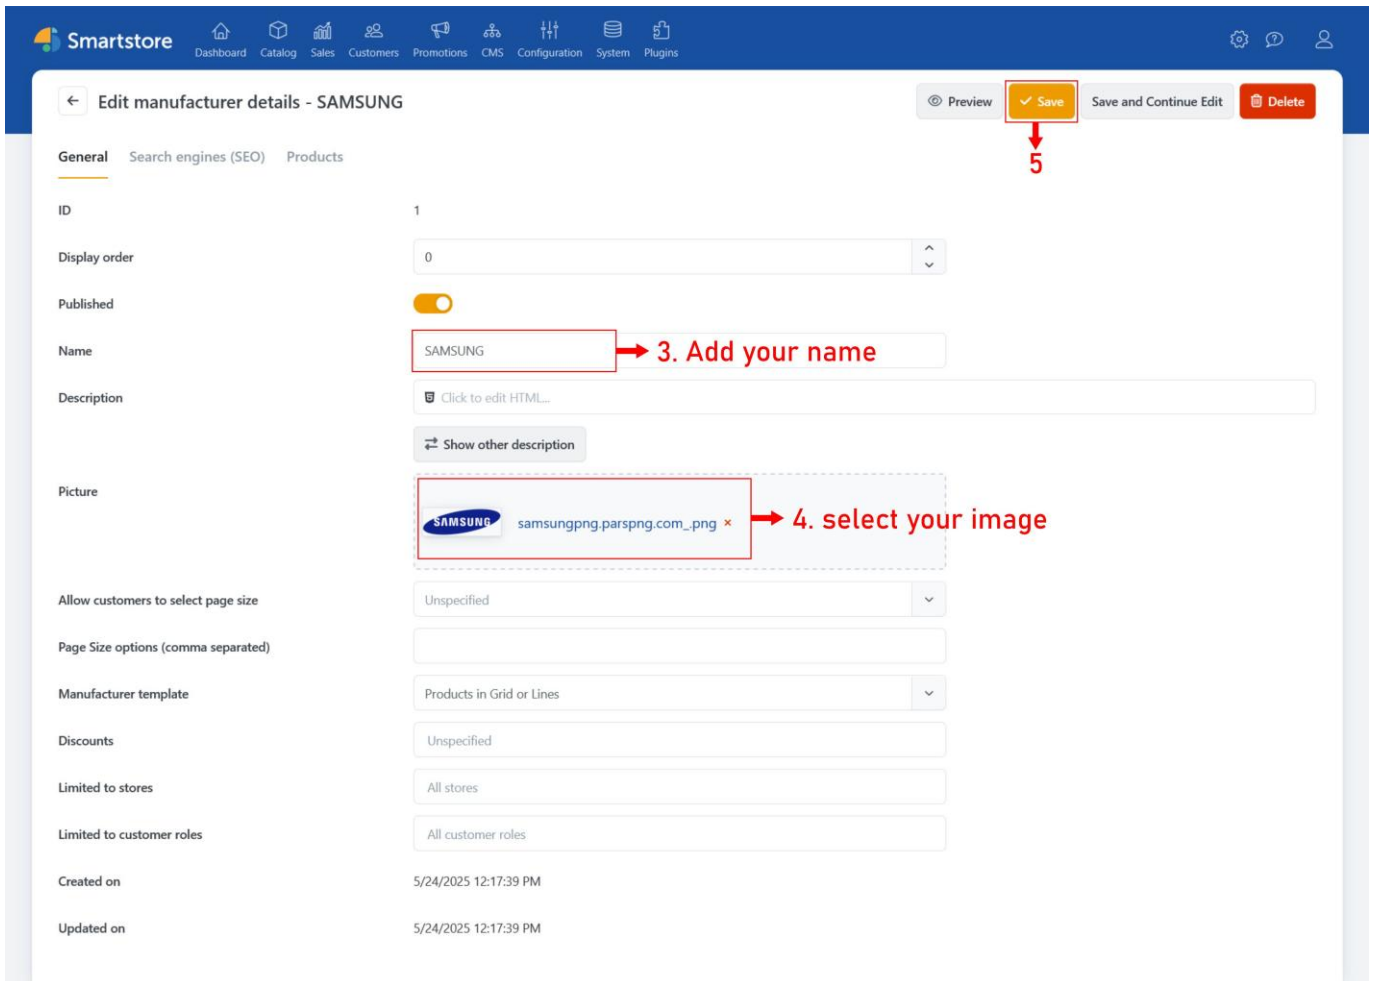 Smartstore
Dashboard Catalog Sales Customers Promotions CMS Configuration System Plugins
Edit manufacturer details - SAMSUNG
Preview Save Save and Continue Edit Delete
5
General Search engines (SEO) Products
ID 1
Display order 0
Published
Name SAMSUNG 3. Add your name
Description Click to edit HTML...
Show other description
Picture
SAMSUNG samsungpng.parspng.com_.png × 4. select your image
Allow customers to select page size Unspecified
Page Size options (comma separated)
Manufacturer template Products in Grid or Lines
Discounts Unspecified
Limited to stores All stores
Limited to customer roles All customer roles
Created on 5/24/2025 12:17:39 PM
Updated on 5/24/2025 12:17:39 PM